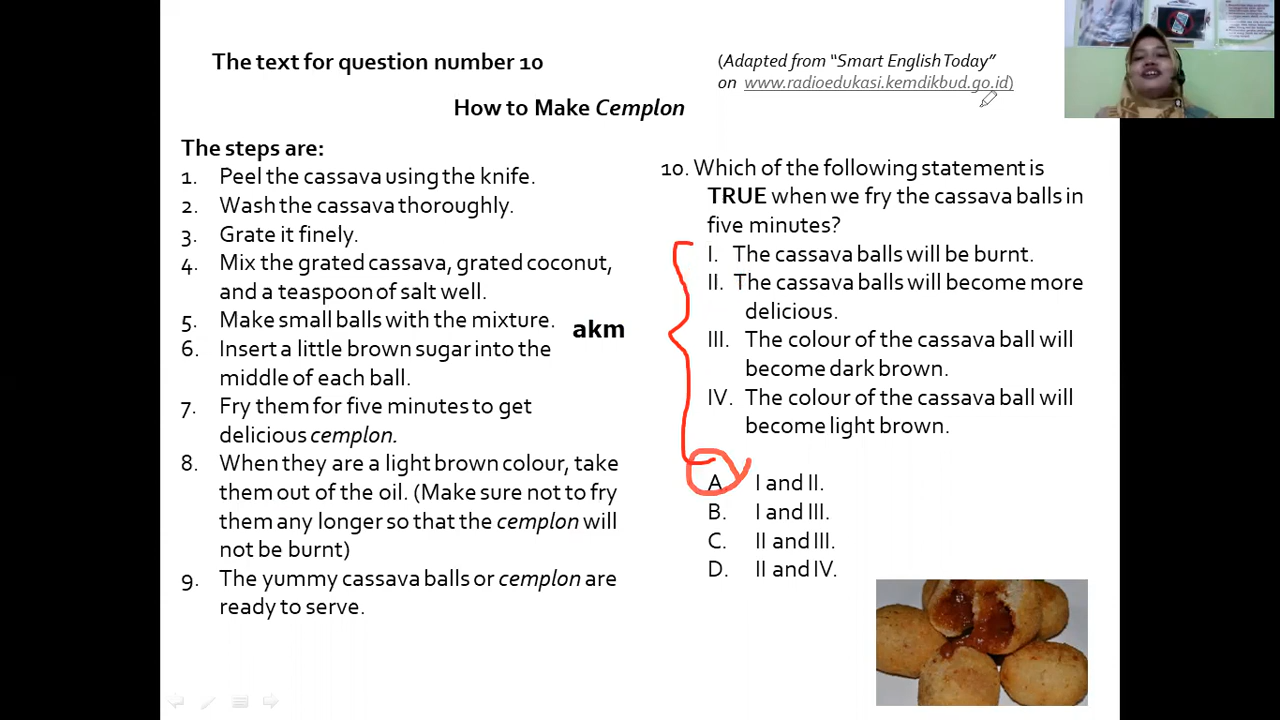 The text for question number 10
(Adapted from “Smart English Today”
on www.radioedukasi.kemdikbud.go.id)
How to Make Cemplon
The steps are:
1. Peel the cassava using the knife.
2. Wash the cassava thoroughly.
3. Grate it finely.
4. Mix the grated cassava, grated coconut,
and a teaspoon of salt well.
5. Make small balls with the mixture.
6. Insert a little brown sugar into the
middle of each ball.
7. Fry them for five minutes to get
delicious cemplon.
8. When they are a light brown colour, take
them out of the oil. (Make sure not to fry
them any longer so that the cemplon will
not be burnt)
9. The yummy cassava balls or cemplon are
ready to serve.
akm
10. Which of the following statement is
TRUE when we fry the cassava balls in
five minutes?
I. The cassava balls will be burnt.
II. The cassava balls will become more
delicious.
III. The colour of the cassava ball will
become dark brown.
IV. The colour of the cassava ball will
become light brown.
A I and II.
B. I and III.
C. II and III.
D. II and IV.